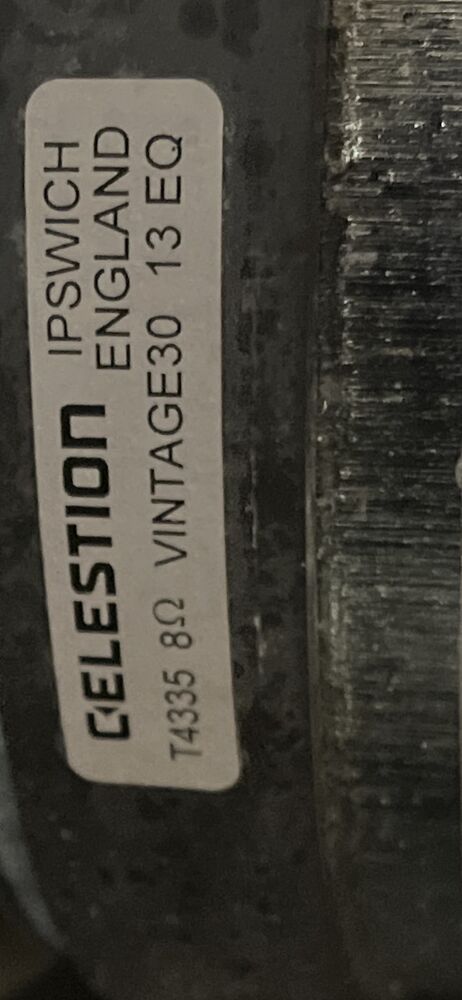 CELESTION IPSWICH
ENGLAND
T4335 8Ω VINTAGE30 13 EQ